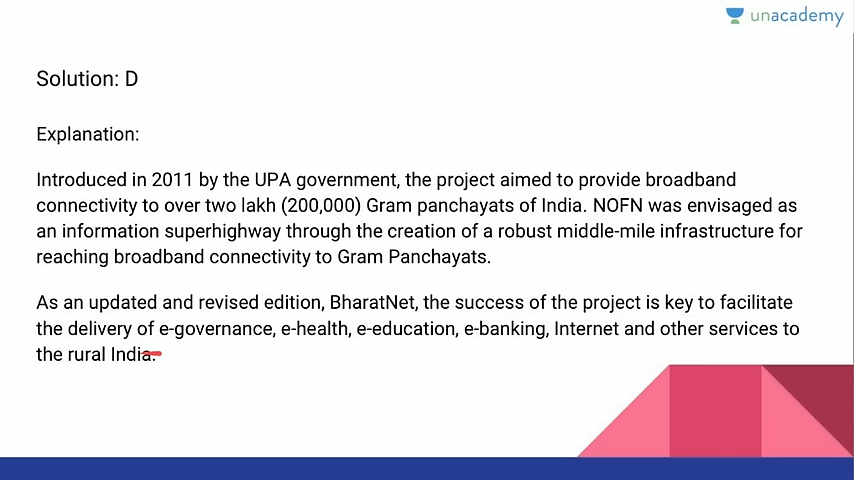 unacademy
Solution: D
Explanation:
Introduced in 2011 by the UPA government, the project aimed to provide broadband
connectivity to over two lakh (200,000) Gram panchayats of India. NOFN was envisaged as
an information superhighway through the creation of a robust middle-mile infrastructure for
reaching broadband connectivity to Gram Panchayats.
As an updated and revised edition, BharatNet, the success of the project is key to facilitate
the delivery of e-governance, e-health, e-education, e-banking, Internet and other services to
the rural India.